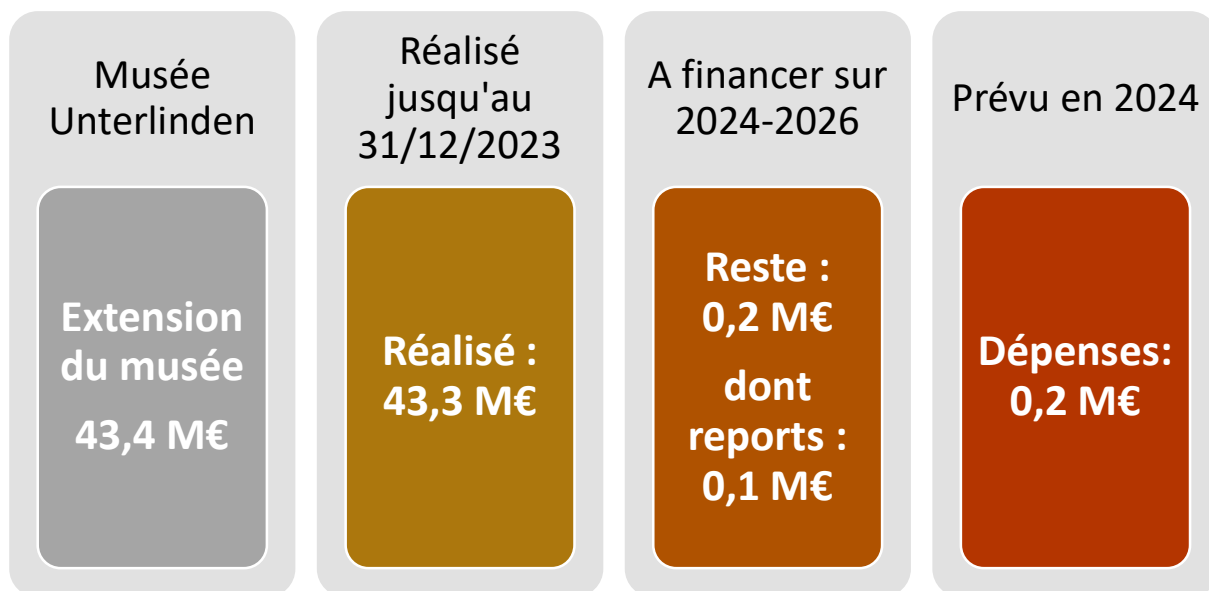 Musée
Unterlinden
Extension
du musée
43,4 M€
Réalisé
jusqu'au
31/12/2023
Réalisé :
43,3 M€
A financer sur
2024-2026
Reste :
0,2 M€
dont
reports :
0,1 M€
Prévu en 2024
Dépenses:
0,2 M€